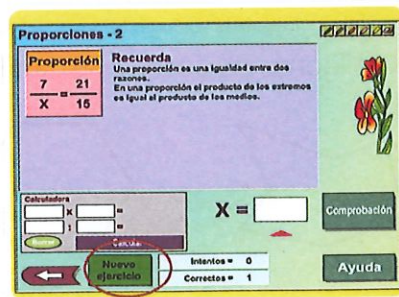 Proporciones - 2
Proporción
7 = 21
X 15
Recuerda
Una proporción es una igualdad entre dos
razones.
En una proporción el producto de los extremos
es igual al producto de los medios.
Calculadora
x =
: =
Borrar
Calcular
X =
Comprobación
Nuevo
ejercicio
Intentos = 0
Correctos = 1
Ayuda